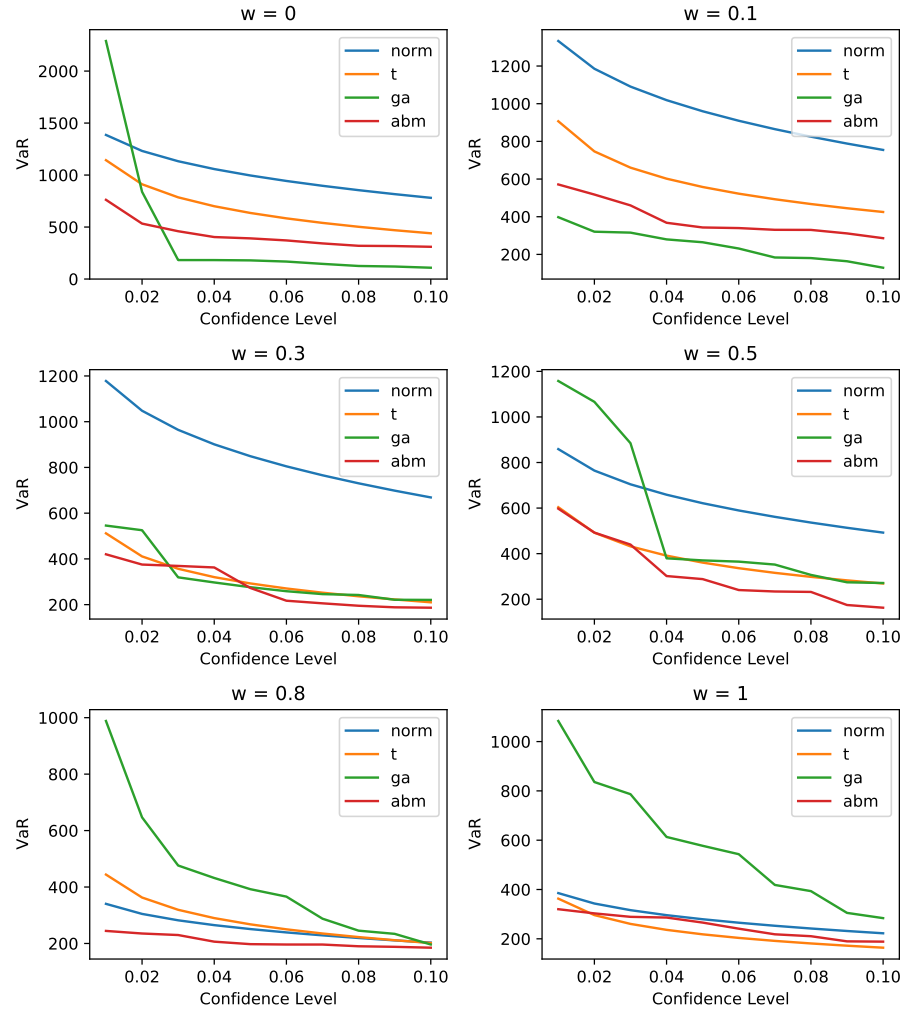 w = 0
2000
1500
1000
500
0
VaR
0.02 0.04 0.06 0.08 0.10
Confidence Level
norm
t
ga
abm
w = 0.1
1200
1000
800
600
400
200
VaR
0.02 0.04 0.06 0.08 0.10
Confidence Level
norm
t
ga
abm
w = 0.3
1200
1000
800
600
400
200
VaR
0.02 0.04 0.06 0.08 0.10
Confidence Level
norm
t
ga
abm
w = 0.5
1200
1000
800
600
400
200
VaR
0.02 0.04 0.06 0.08 0.10
Confidence Level
norm
t
ga
abm
w = 0.8
1000
800
600
400
200
VaR
0.02 0.04 0.06 0.08 0.10
Confidence Level
norm
t
ga
abm
w = 1
1000
800
600
400
200
VaR
0.02 0.04 0.06 0.08 0.10
Confidence Level
norm
t
ga
abm